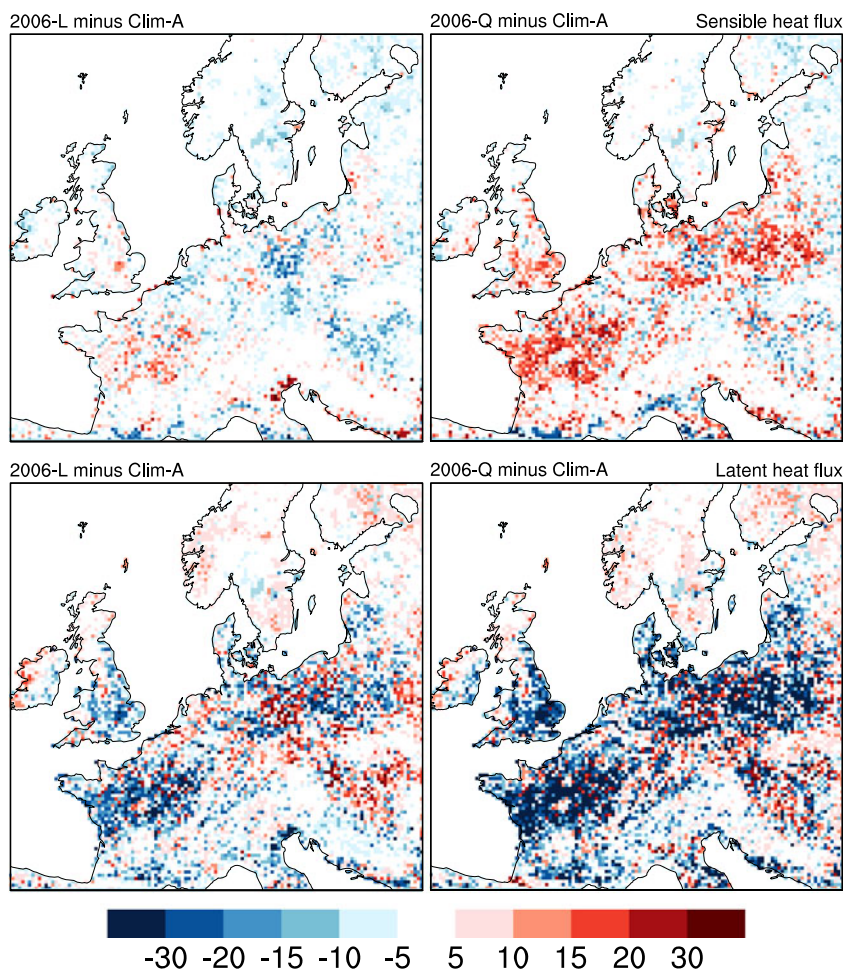 2006-L minus Clim-A
2006-Q minus Clim-A Sensible heat flux
2006-L minus Clim-A
2006-Q minus Clim-A Latent heat flux
-30 -20 -15 -10 -5 5 10 15 20 30